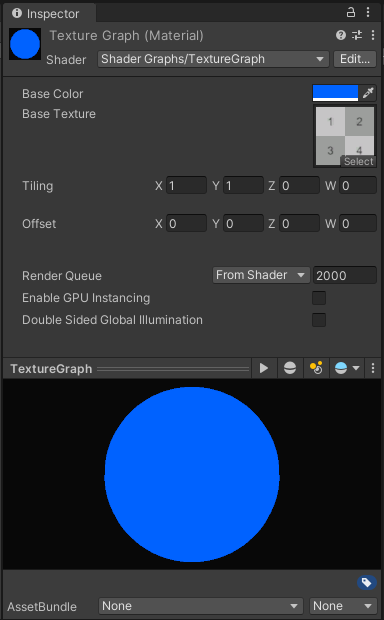 Inspector
Texture Graph (Material)
Shader Shader Graphs/TextureGraph Edit...
Base Color
Base Texture
1 2
3 4
Select
Tiling X 1 Y 1 Z 0 W 0
Offset X 0 Y 0 Z 0 W 0
Render Queue From Shader 2000
Enable GPU Instancing
Double Sided Global Illumination
TextureGraph
AssetBundle None None